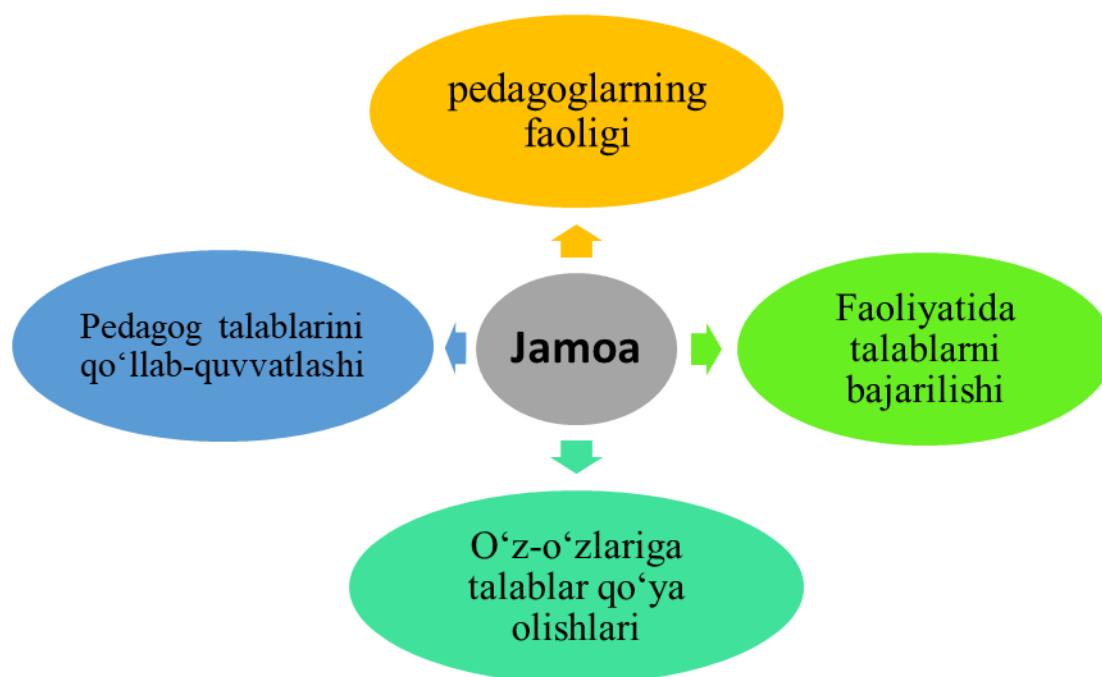 pedagoglarning
faoligi
Pedagog talablarini
qo‘llab-quvvatlashi
Jamoa
Faoliyatida
talablarni
bajarilishi
O‘z-o‘zlariga
talablar qo‘ya
olishlari